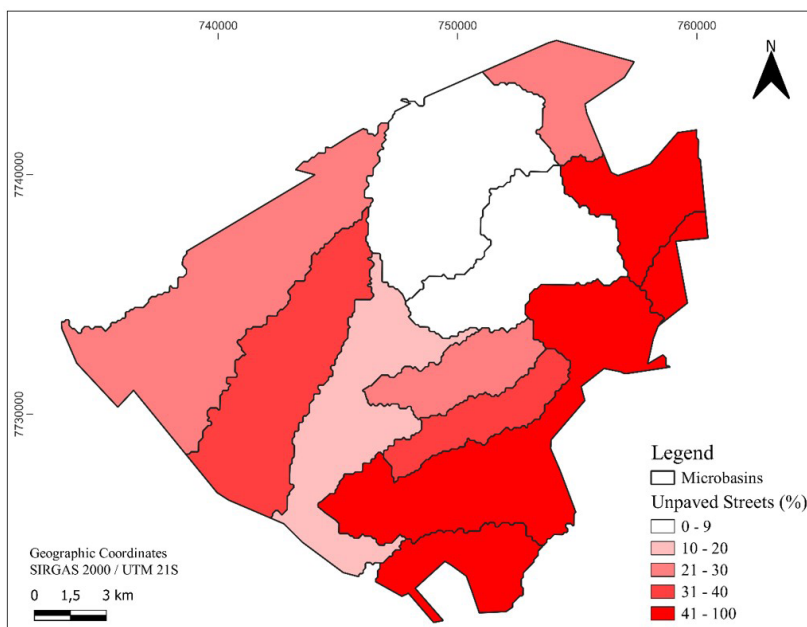 740000
750000
760000
N
7740000
7730000
Legend
Microbasins
Unpaved Streets (%)
0 - 9
10 - 20
21 - 30
31 - 40
41 - 100
Geographic Coordinates
SIRGAS 2000 / UTM 21S
0 1,5 3 km